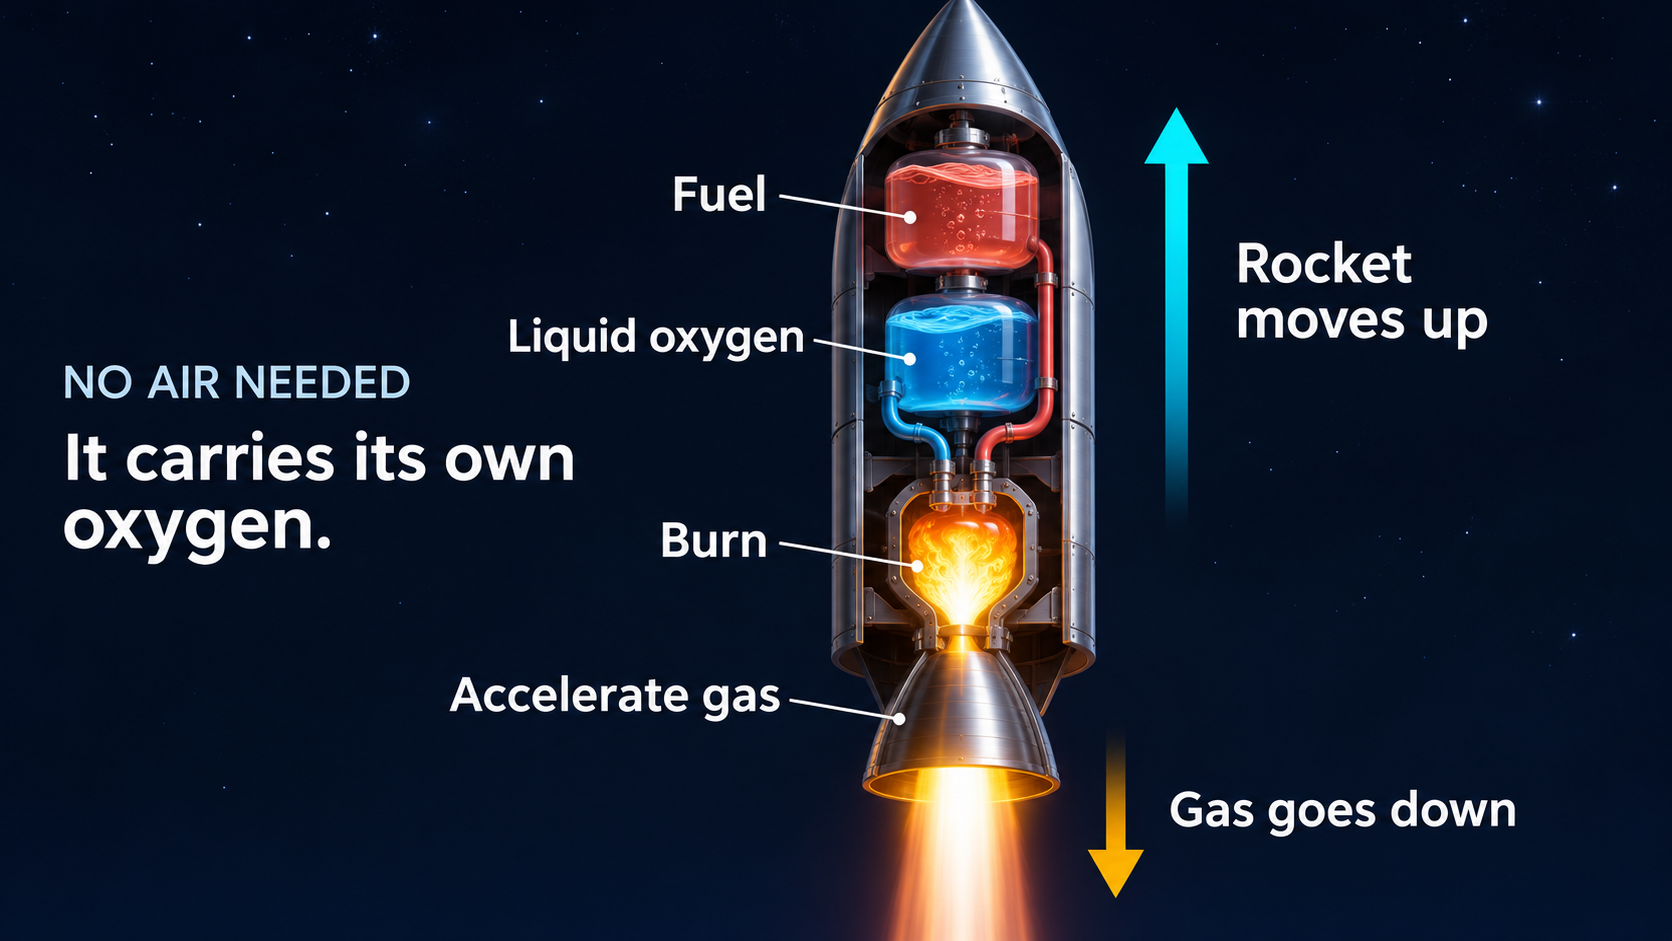 Fuel
Liquid oxygen
NO AIR NEEDED
It carries its own
oxygen.
Burn
Accelerate gas
Rocket
moves up
Gas goes down